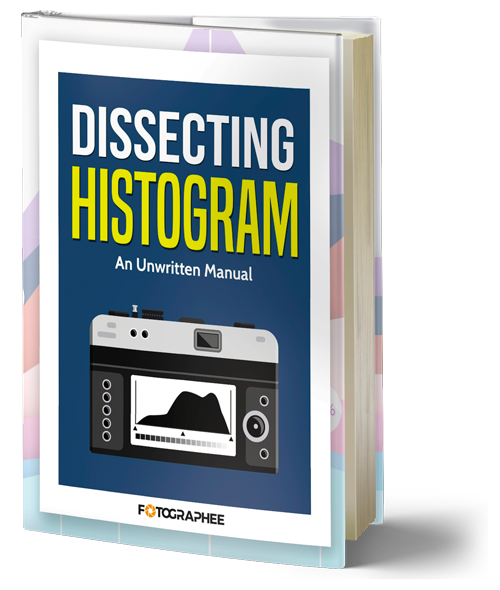 DISSECTING
HISTOGRAM
An Unwritten Manual
FOTOGRAPHEE
%